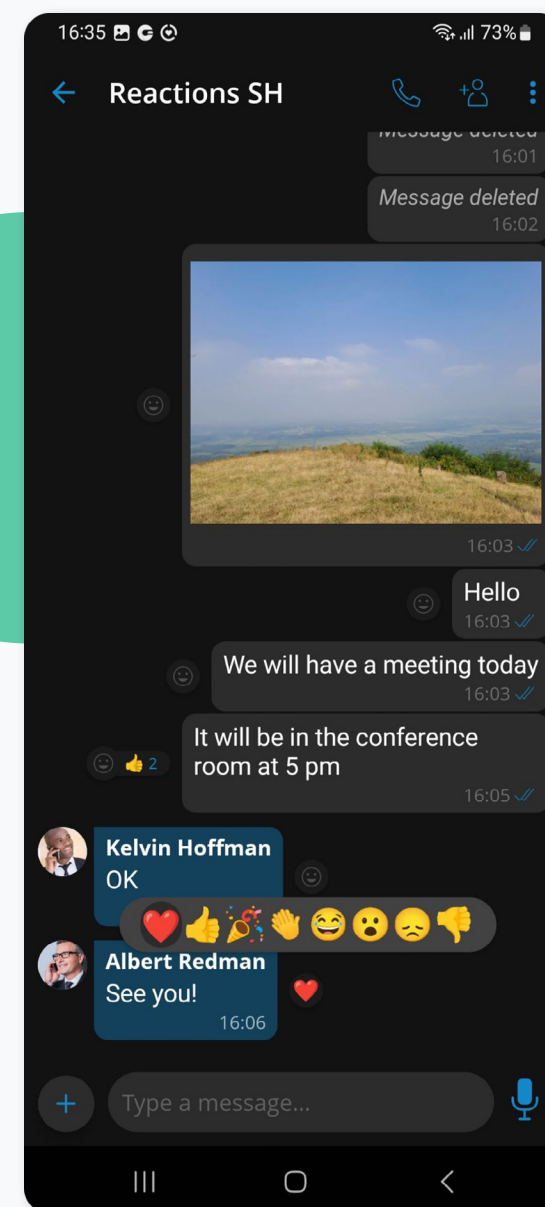 16:35 73%
Reactions SH
Message deleted
16:01
Message deleted
16:02
16:03
Hello
16:03
We will have a meeting today
16:03
It will be in the conference
room at 5 pm
2
16:05
Kelvin Hoffman
OK
Albert Redman
See you!
16:06
Type a message...